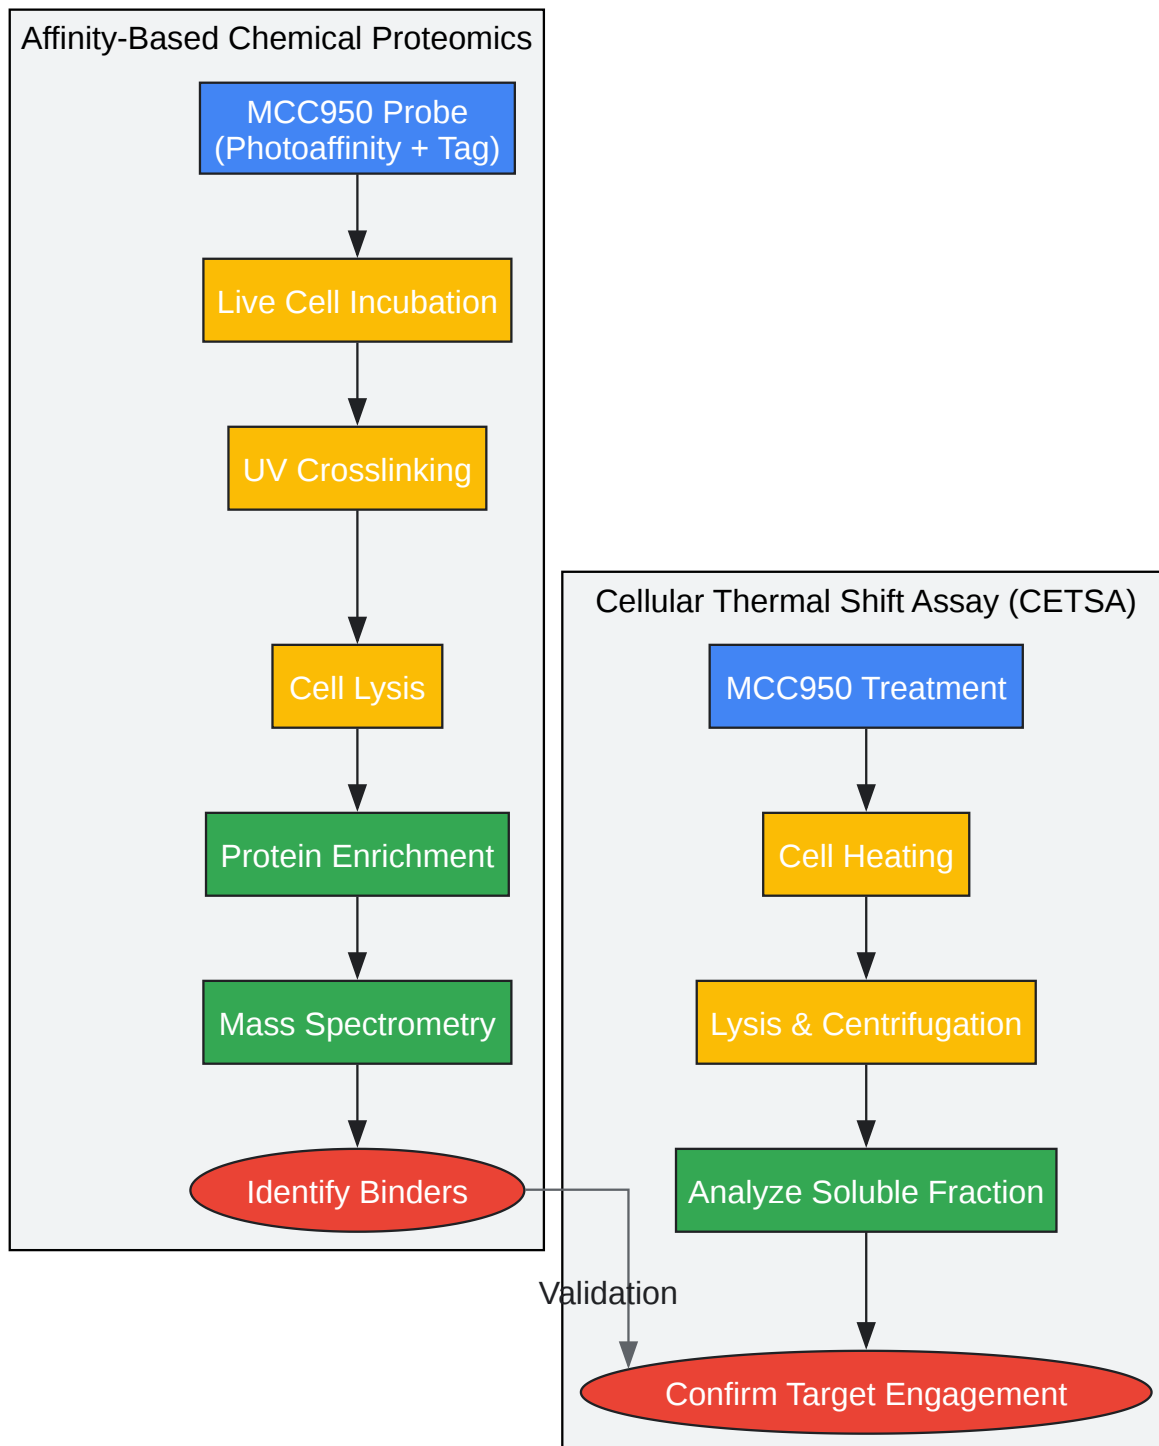 Affinity-Based Chemical Proteomics
MCC950 Probe
(Photoaffinity + Tag)
Live Cell Incubation
UV Crosslinking
Cell Lysis
Protein Enrichment
Mass Spectrometry
Identify Binders
Validation
Cellular Thermal Shift Assay (CETSA)
MCC950 Treatment
Cell Heating
Lysis & Centrifugation
Analyze Soluble Fraction
Confirm Target Engagement